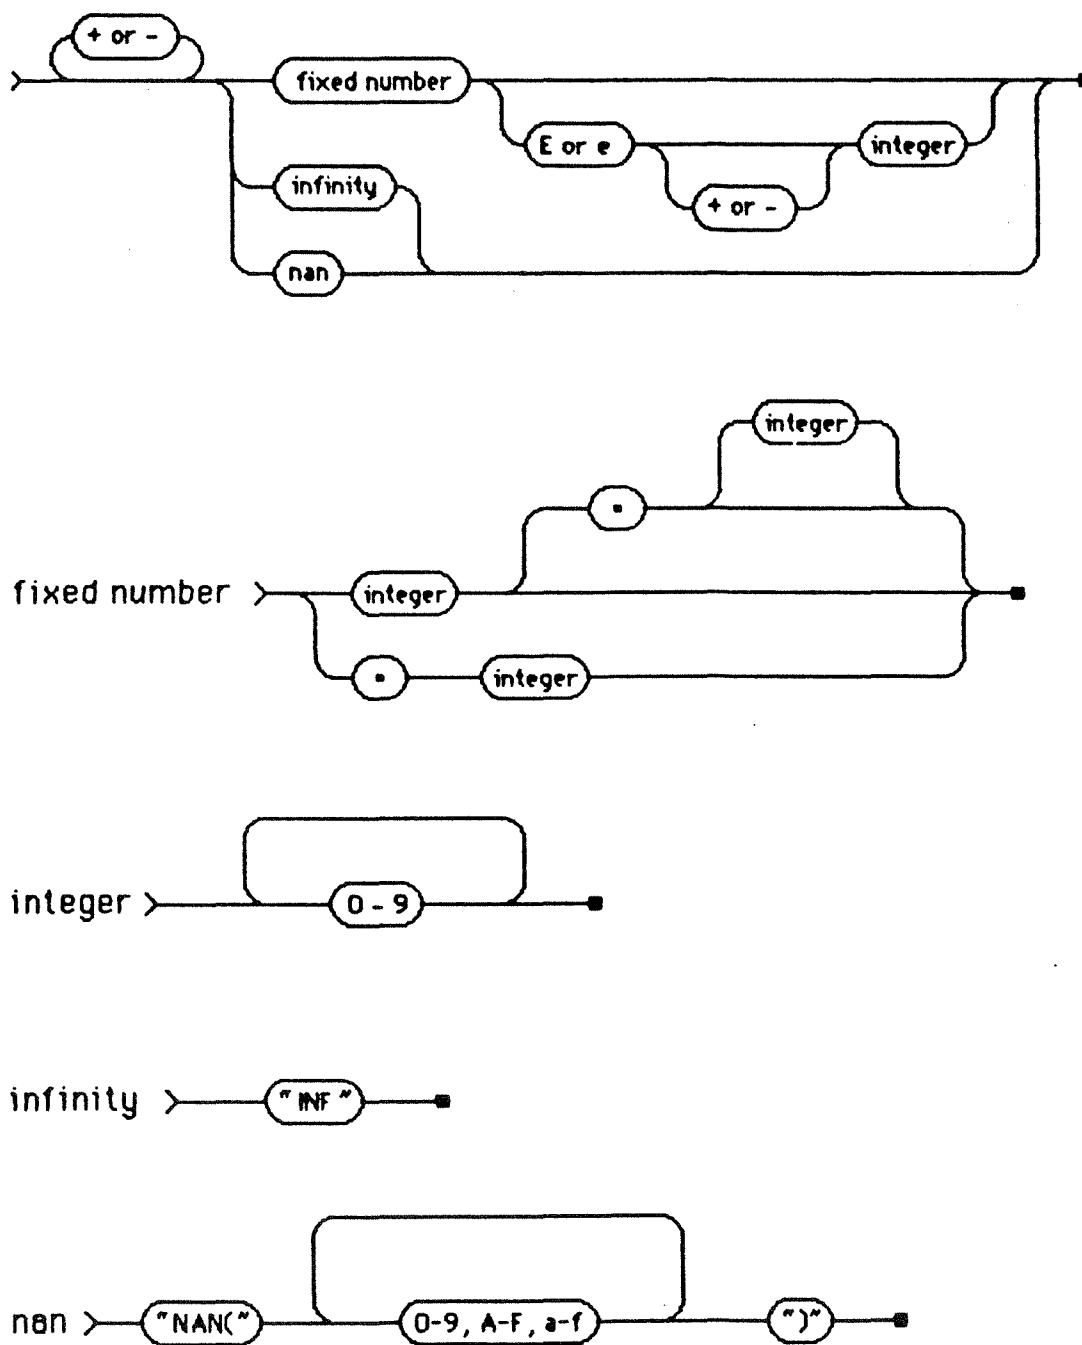 + or -
fixed number
E or e
integer
+ or -
infinity
nan
integer
.
fixed number
integer
.
integer
integer
0 - 9
infinity
"INF"
nan
"NAN("
0-9, A-F, a-f
")"